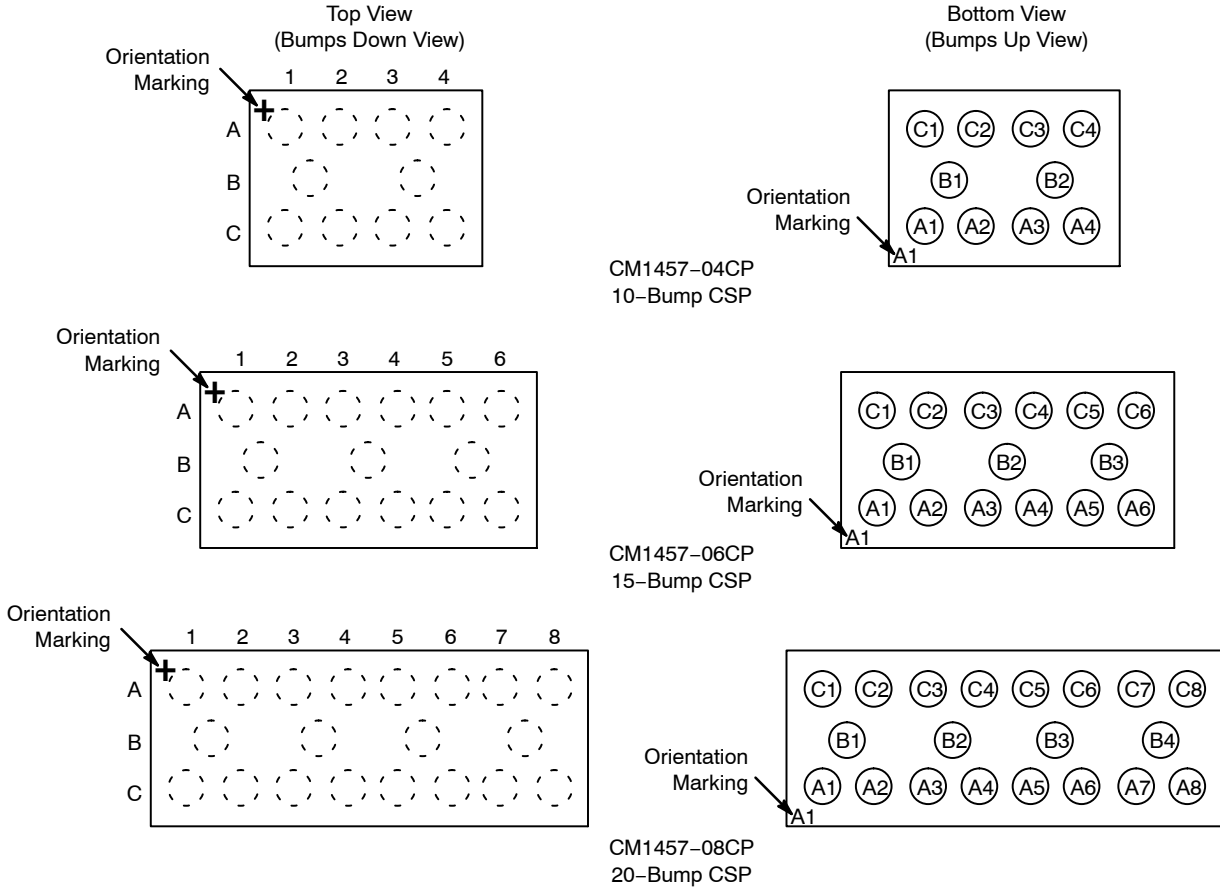 Top View
(Bumps Down View)
Bottom View
(Bumps Up View)
Orientation
Marking
1 2 3 4
A
B
C
C1 C2 C3 C4
B1 B2
Orientation
Marking
A1 A2 A3 A4
A1
CM1457−04CP
10−Bump CSP
Orientation
Marking
1 2 3 4 5 6
A
B
C
C1 C2 C3 C4 C5 C6
B1 B2 B3
Orientation
Marking
A1 A2 A3 A4 A5 A6
A1
CM1457−06CP
15−Bump CSP
Orientation
Marking
1 2 3 4 5 6 7 8
A
B
C
C1 C2 C3 C4 C5 C6 C7 C8
B1 B2 B3 B4
Orientation
Marking
A1 A2 A3 A4 A5 A6 A7 A8
A1
CM1457−08CP
20−Bump CSP